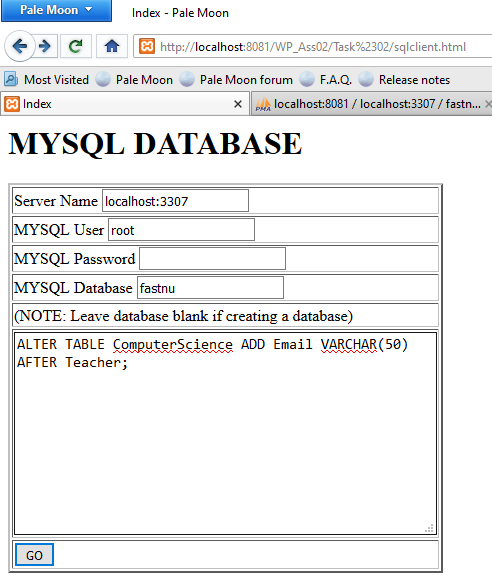 Pale Moon
Index - Pale Moon
http://localhost:8081/WP_Ass02/Task%2302/sqlclient.html
Most Visited Pale Moon Pale Moon forum F.A.Q. Release notes
Index
PMA localhost:8081 / localhost:3307 / fastn...
MYSQL DATABASE
Server Name localhost:3307
MYSQL User root
MYSQL Password
MYSQL Database fastnu
(NOTE: Leave database blank if creating a database)
ALTER TABLE ComputerScience ADD Email VARCHAR(50)
AFTER Teacher;
GO